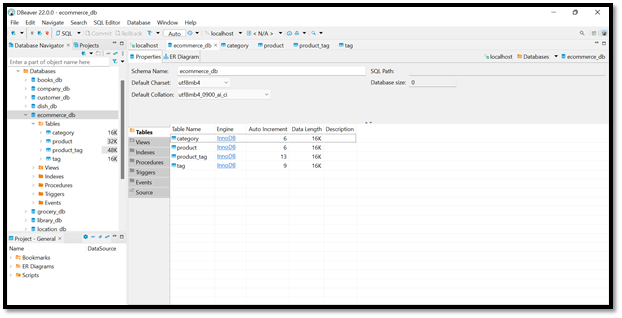 DBeaver 22.0.0 - ecommerce_db
File Edit Navigate Search SQL Editor Database Window Help
SQL Commit Rollback Auto localhost < N/A >
Database Navigator Projects
Enter a part of object name here
Databases
books_db
company_db
customer_db
dish_db
ecommerce_db
Tables
category 16K
product 32K
product_tag 48K
tag 16K
Views
Indexes
Procedures
Triggers
Events
grocery_db
library_db
location_db
Project - General
Name DataSource
Bookmarks
ER Diagrams
Scripts
localhost ecommerce_db category product product_tag tag
Properties ER Diagram localhost Databases ecommerce_db
Schema Name: ecommerce_db SQL Path:
Default Charset: utf8mb4 Database size: 0
Default Collation: utf8mb4_0900_ai_ci
Tables
Views
Indexes
Procedures
Triggers
Events
Source
Table Name Engine Auto Increment Data Length Description
category InnoDB 6 16K
product InnoDB 6 16K
product_tag InnoDB 13 16K
tag InnoDB 9 16K